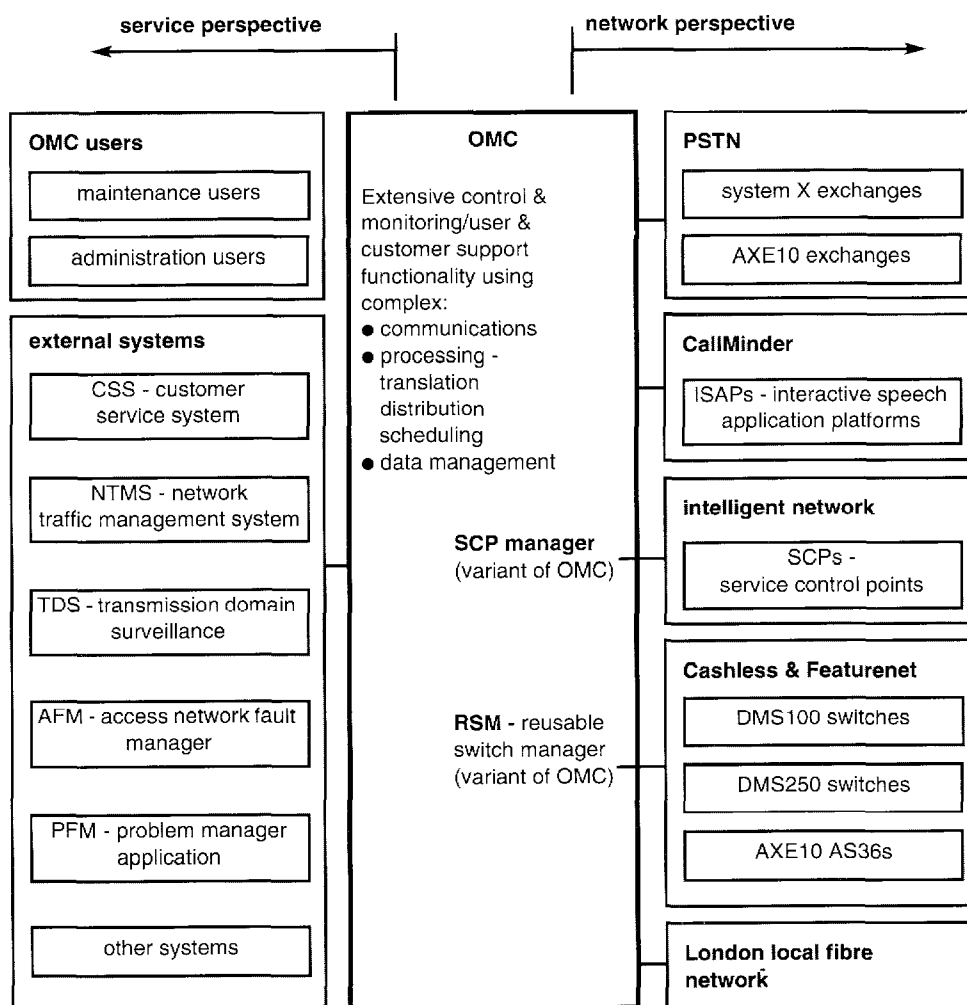 service perspective
network perspective
OMC users
maintenance users
administration users
external systems
CSS - customer
service system
NTMS - network
traffic management system
TDS - transmission domain
surveillance
AFM - access network fault
manager
PFM - problem manager
application
other systems
OMC
Extensive control &
monitoring/user &
customer support
functionality using
complex:
● communications
● processing -
translation
distribution
scheduling
● data management
SCP manager
(variant of OMC)
RSM - reusable
switch manager
(variant of OMC)
PSTN
system X exchanges
AXE10 exchanges
CallMinder
ISAPs - interactive speech
application platforms
intelligent network
SCPs -
service control points
Cashless & Featurenet
DMS100 switches
DMS250 switches
AXE10 AS36s
London local fibre
network